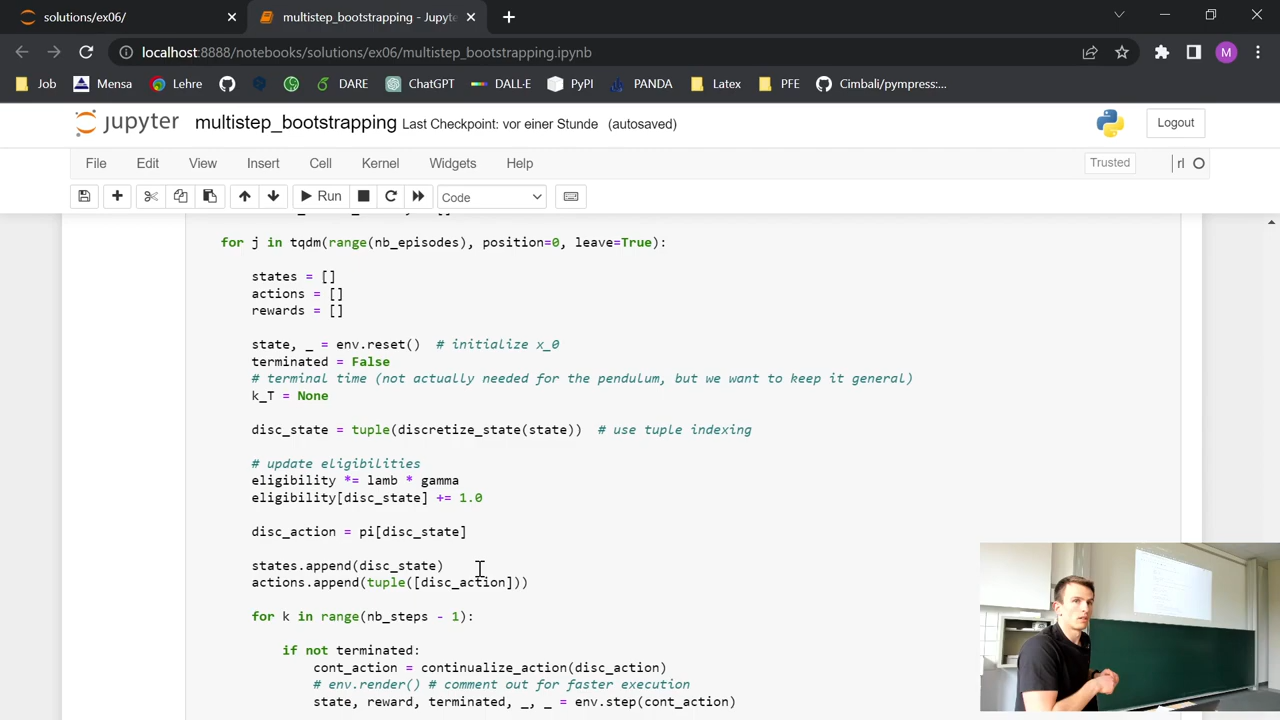 solutions/ex06/
multistep_bootstrapping - Jupyte
localhost:8888/notebooks/solutions/ex06/multistep_bootstrapping.ipynb
M
Job Mensa Lehre DARE ChatGPT DALL-E PyPI PANDA Latex PFE Cimbali/pympress:...
jupyter multistep_bootstrapping Last Checkpoint: vor einer Stunde (autosaved)
Logout
File Edit View Insert Cell Kernel Widgets Help
Trusted rl
Run Code
for j in tqdm(range(nb_episodes), position=0, leave=True):
states = []
actions = []
rewards = []
state, _ = env.reset()  # initialize x_0
terminated = False
# terminal time (not actually needed for the pendulum, but we want to keep it general)
k_T = None
disc_state = tuple(discretize_state(state))  # use tuple indexing
# update eligibilities
eligibility *= lamb * gamma
eligibility[disc_state] += 1.0
disc_action = pi[disc_state]
states.append(disc_state)
actions.append(tuple([disc_action]))
for k in range(nb_steps - 1):
if not terminated:
cont_action = continualize_action(disc_action)
# env.render() # comment out for faster execution
state, reward, terminated, _, _ = env.step(cont_action)